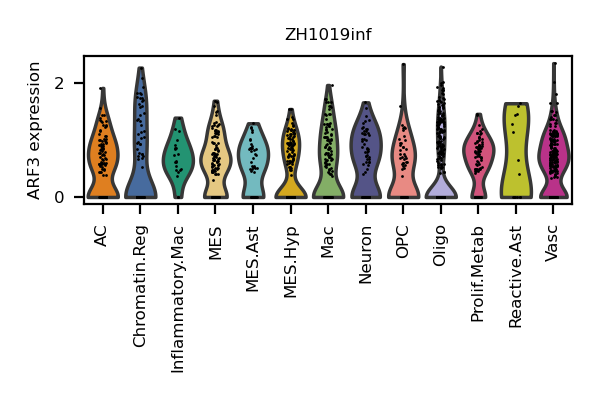 ZH1019inf
ARF3 expression
2
0
AC
Chromatin.Reg
Inflammatory.Mac
MES
MES.Ast
MES.Hyp
Mac
Neuron
OPC
Oligo
Prolif.Metab
Reactive.Ast
Vasc